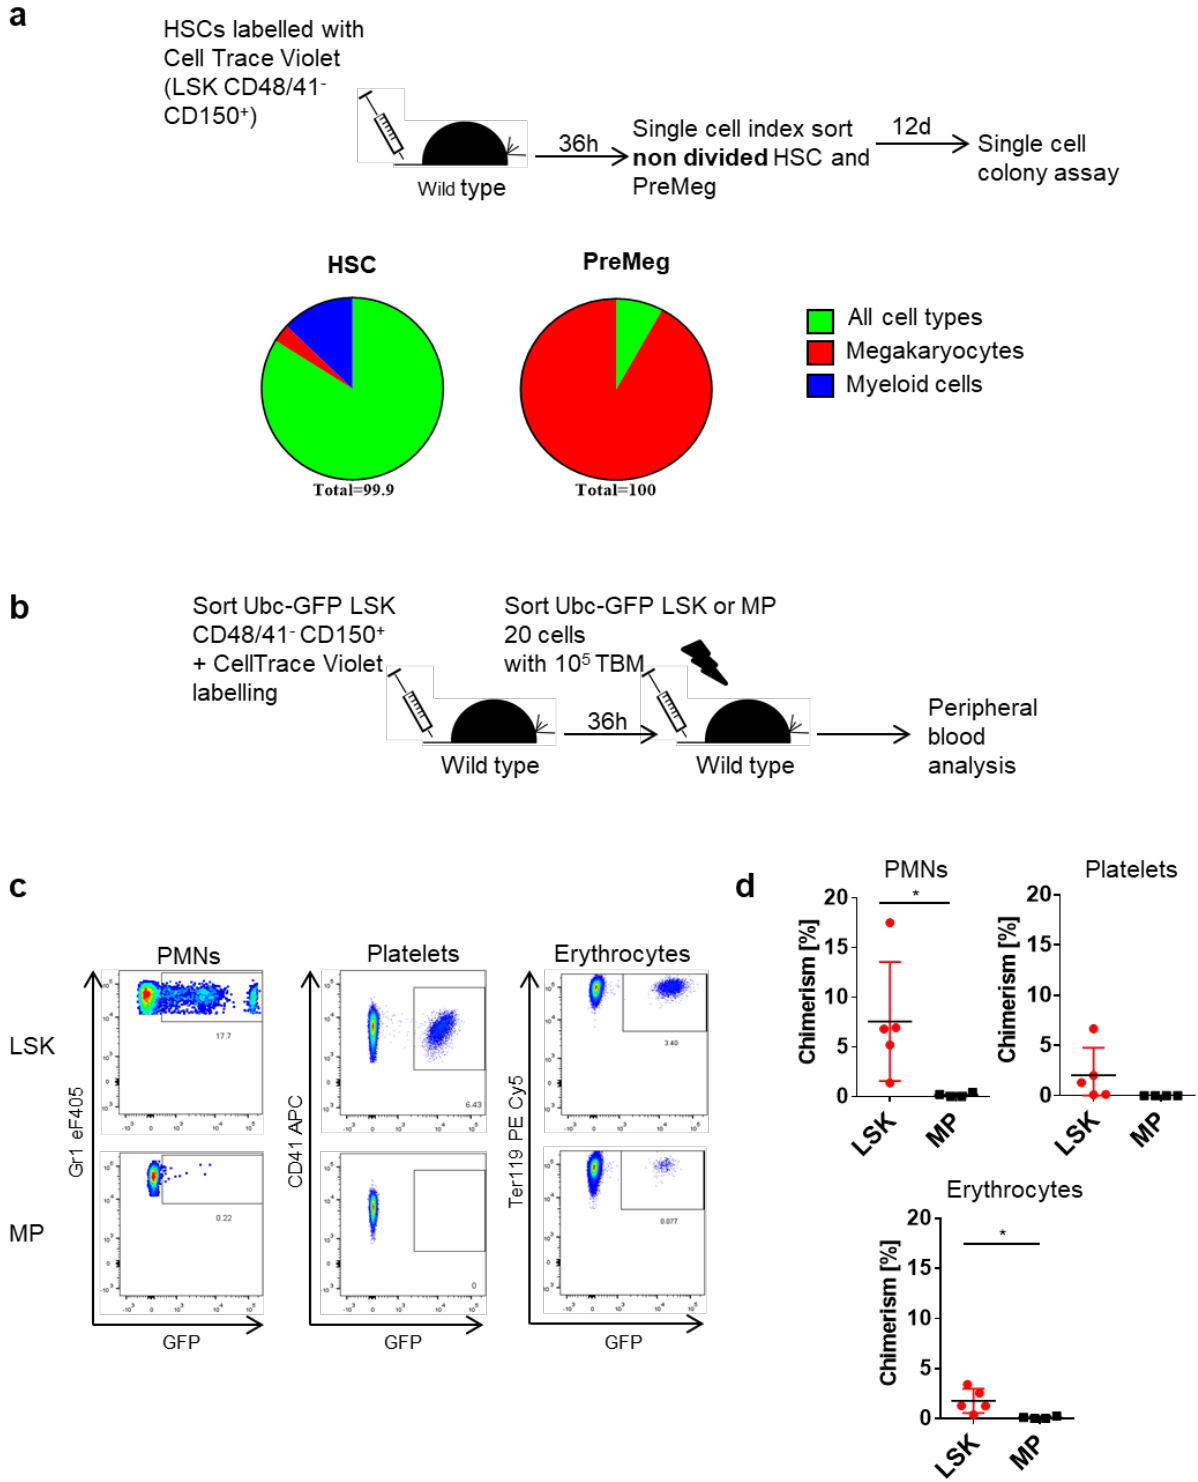 a
HSCs labelled with
Cell Trace Violet
(LSK CD48/41⁻
CD150⁺)
Wild type
36h
Single cell index sort
non divided HSC and
PreMeg
12d
Single cell
colony assay
HSC
PreMeg
Total=99.9
Total=100
All cell types
Megakaryocytes
Myeloid cells
b
Sort Ubc-GFP LSK
CD48/41⁻ CD150⁺
+ CellTrace Violet
labelling
Wild type
36h
Sort Ubc-GFP LSK or MP
20 cells
with 10⁵ TBM
Wild type
Peripheral
blood
analysis
c
PMNs
Platelets
Erythrocytes
LSK
MP
Gr1 eF405
CD41 APC
Ter119 PE Cy5
17.7
6.43
3.40
0.22
0
0.077
GFP
GFP
GFP
d
PMNs
Chimerism [%]
20
15
10
5
0
*
LSK
MP
Platelets
Chimerism [%]
20
15
10
5
0
LSK
MP
Erythrocytes
Chimerism [%]
20
15
10
5
0
*
LSK
MP